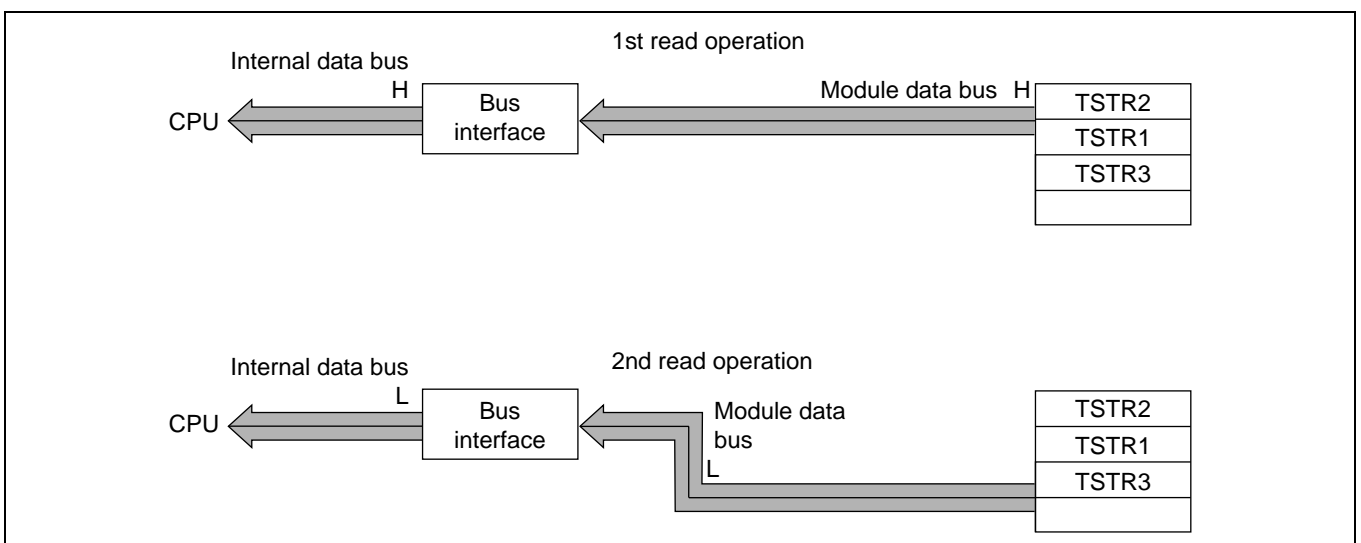 1st read operation
Internal data bus
H
Module data bus H
CPU
Bus
interface
TSTR2
TSTR1
TSTR3
2nd read operation
Internal data bus
L
Module data
bus
L
CPU
Bus
interface
TSTR2
TSTR1
TSTR3